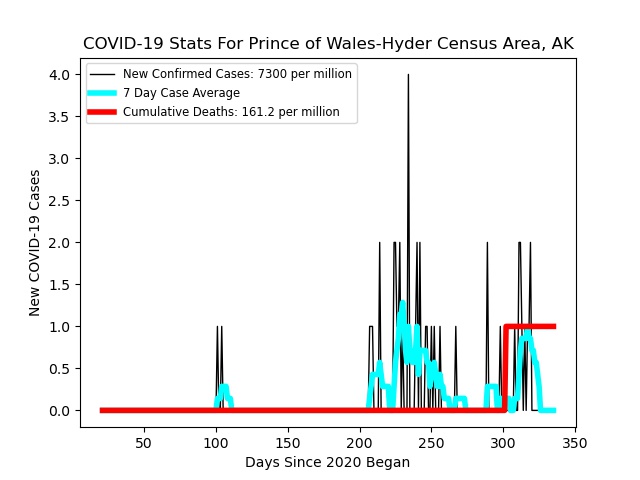 COVID-19 Stats For Prince of Wales-Hyder Census Area, AK
New Confirmed Cases: 7300 per million
7 Day Case Average
Cumulative Deaths: 161.2 per million
New COVID-19 Cases
4.0
3.5
3.0
2.5
2.0
1.5
1.0
0.5
0.0
50 100 150 200 250 300 350
Days Since 2020 Began